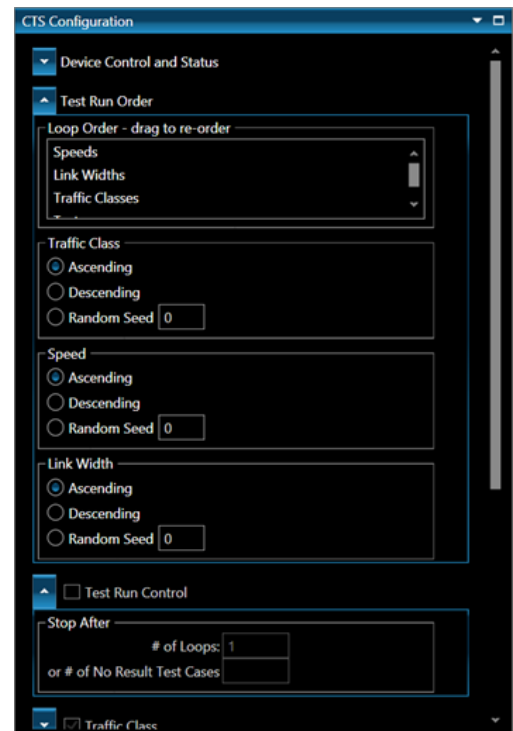 CTS Configuration
Device Control and Status
Test Run Order
Loop Order - drag to re-order
Speeds
Link Widths
Traffic Classes
Traffic Class
Ascending
Descending
Random Seed 0
Speed
Ascending
Descending
Random Seed 0
Link Width
Ascending
Descending
Random Seed 0
Test Run Control
Stop After
# of Loops: 1
or # of No Result Test Cases
Traffic Class